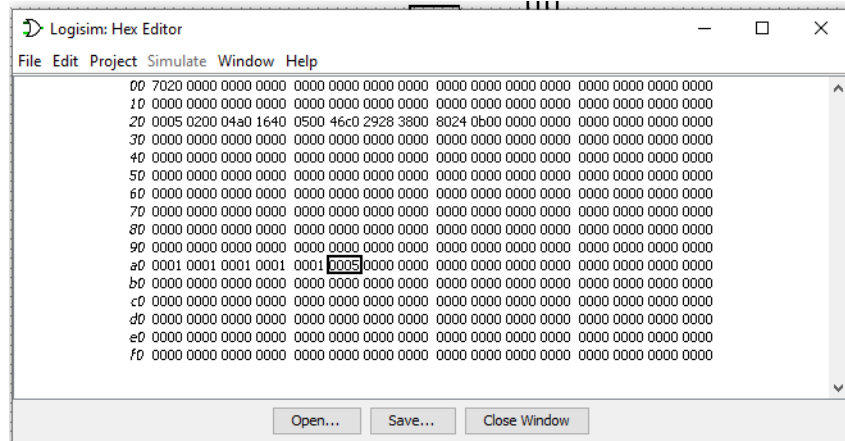 Logisim: Hex Editor
File Edit Project Simulate Window Help
00 7020 0000 0000 0000 0000 0000 0000 0000 0000 0000 0000 0000 0000 0000 0000 0000
10 0000 0000 0000 0000 0000 0000 0000 0000 0000 0000 0000 0000 0000 0000 0000 0000
20 0005 0200 04a0 1640 0500 46c0 2928 3800 8024 0b00 0000 0000 0000 0000 0000 0000
30 0000 0000 0000 0000 0000 0000 0000 0000 0000 0000 0000 0000 0000 0000 0000 0000
40 0000 0000 0000 0000 0000 0000 0000 0000 0000 0000 0000 0000 0000 0000 0000 0000
50 0000 0000 0000 0000 0000 0000 0000 0000 0000 0000 0000 0000 0000 0000 0000 0000
60 0000 0000 0000 0000 0000 0000 0000 0000 0000 0000 0000 0000 0000 0000 0000 0000
70 0000 0000 0000 0000 0000 0000 0000 0000 0000 0000 0000 0000 0000 0000 0000 0000
80 0000 0000 0000 0000 0000 0000 0000 0000 0000 0000 0000 0000 0000 0000 0000 0000
90 0000 0000 0000 0000 0000 0000 0000 0000 0000 0000 0000 0000 0000 0000 0000 0000
a0 0001 0001 0001 0001 0001 0005 0000 0000 0000 0000 0000 0000 0000 0000 0000 0000
b0 0000 0000 0000 0000 0000 0000 0000 0000 0000 0000 0000 0000 0000 0000 0000 0000
c0 0000 0000 0000 0000 0000 0000 0000 0000 0000 0000 0000 0000 0000 0000 0000 0000
d0 0000 0000 0000 0000 0000 0000 0000 0000 0000 0000 0000 0000 0000 0000 0000 0000
e0 0000 0000 0000 0000 0000 0000 0000 0000 0000 0000 0000 0000 0000 0000 0000 0000
f0 0000 0000 0000 0000 0000 0000 0000 0000 0000 0000 0000 0000 0000 0000 0000 0000
Open... Save... Close Window